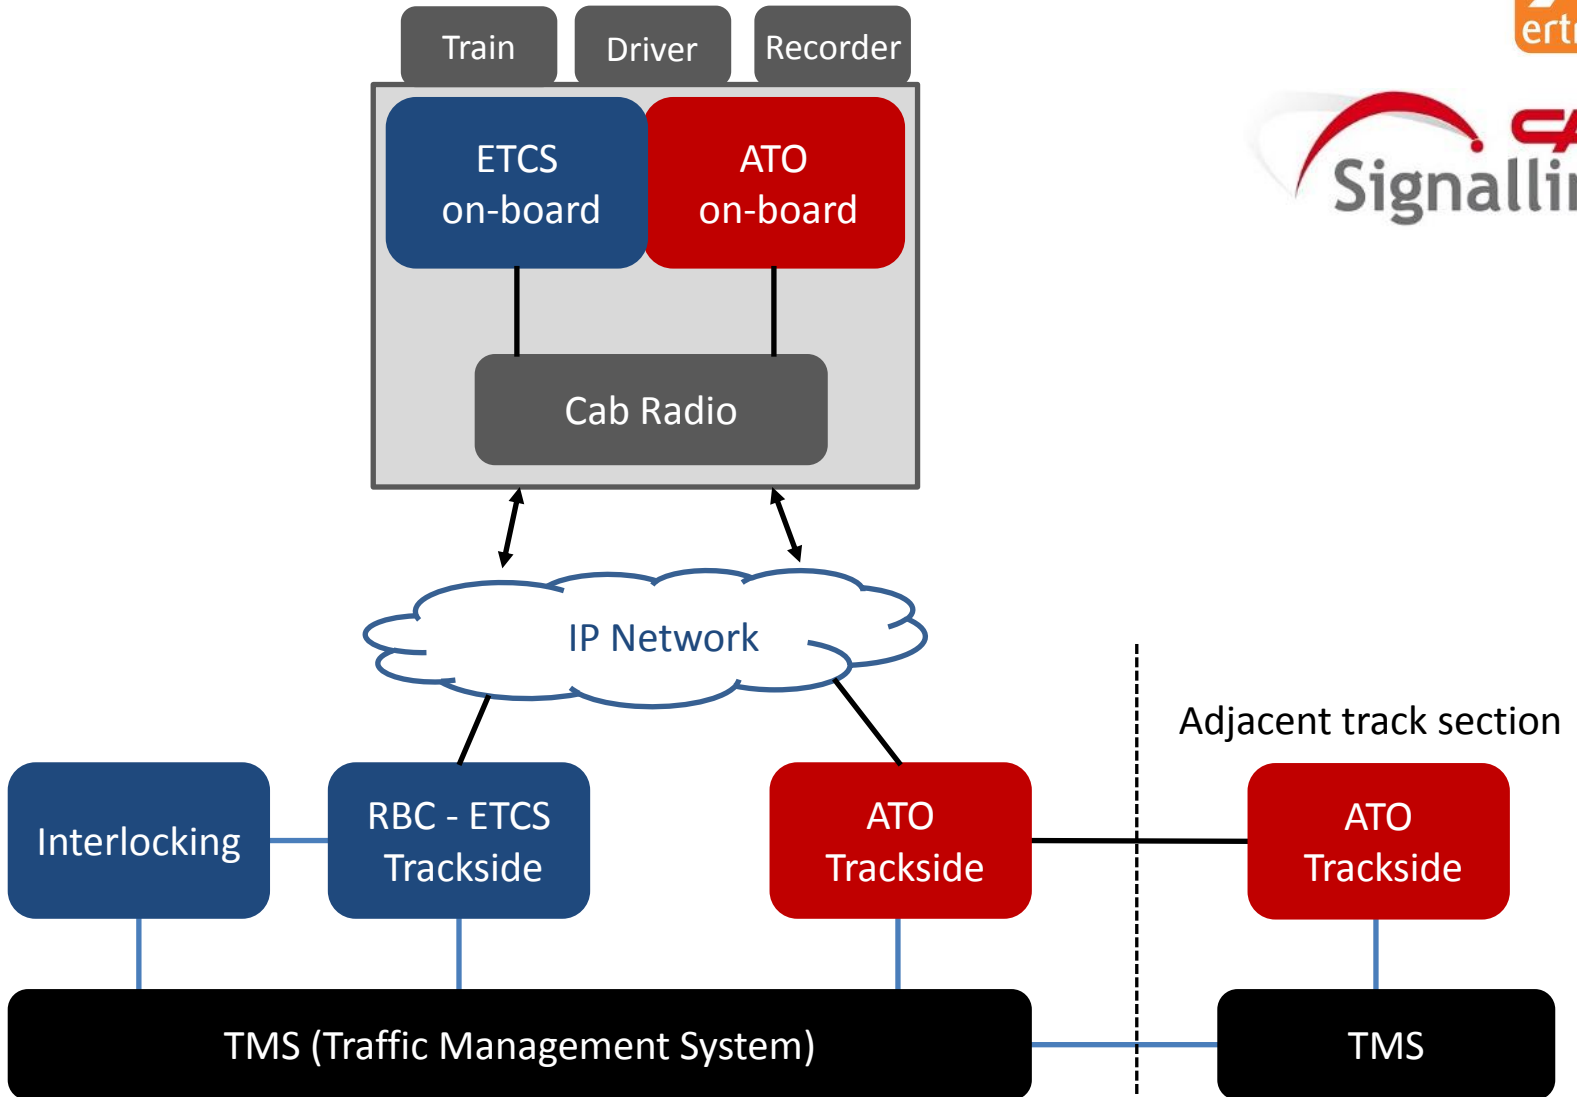 Train
Driver
Recorder
ETCS
on-board
ATO
on-board
Cab Radio
IP Network
Adjacent track section
Interlocking
RBC - ETCS
Trackside
ATO
Trackside
ATO
Trackside
TMS (Traffic Management System)
TMS